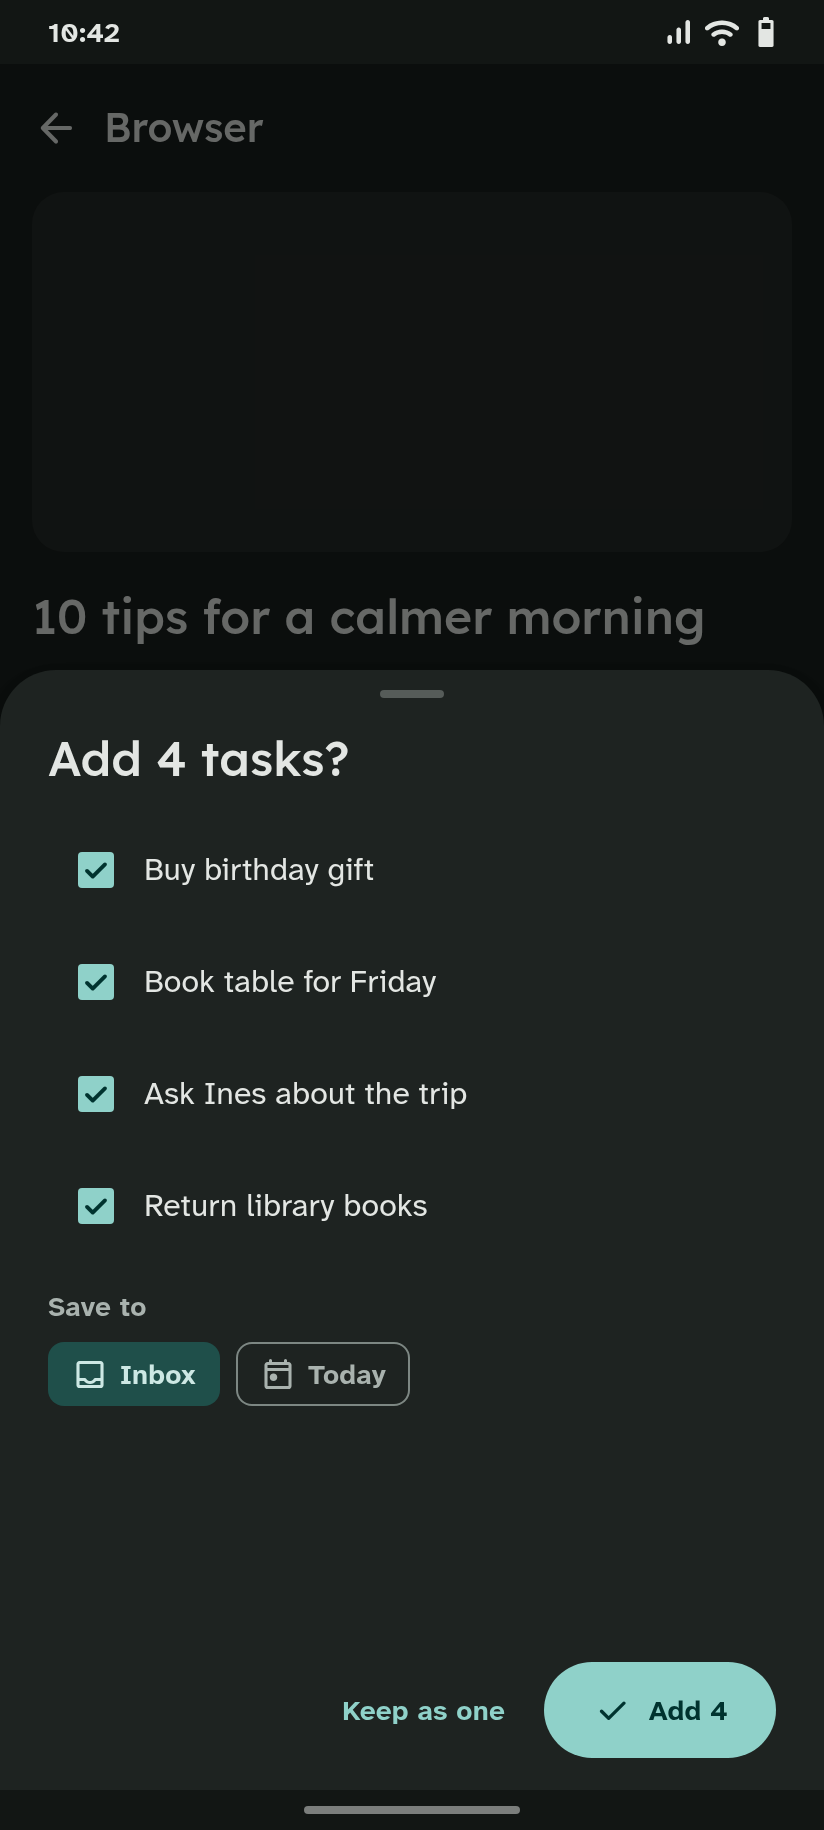 10:42
Browser
10 tips for a calmer morning
Add 4 tasks?
Buy birthday gift
Book table for Friday
Ask Ines about the trip
Return library books
Save to
Inbox
Today
Keep as one
Add 4